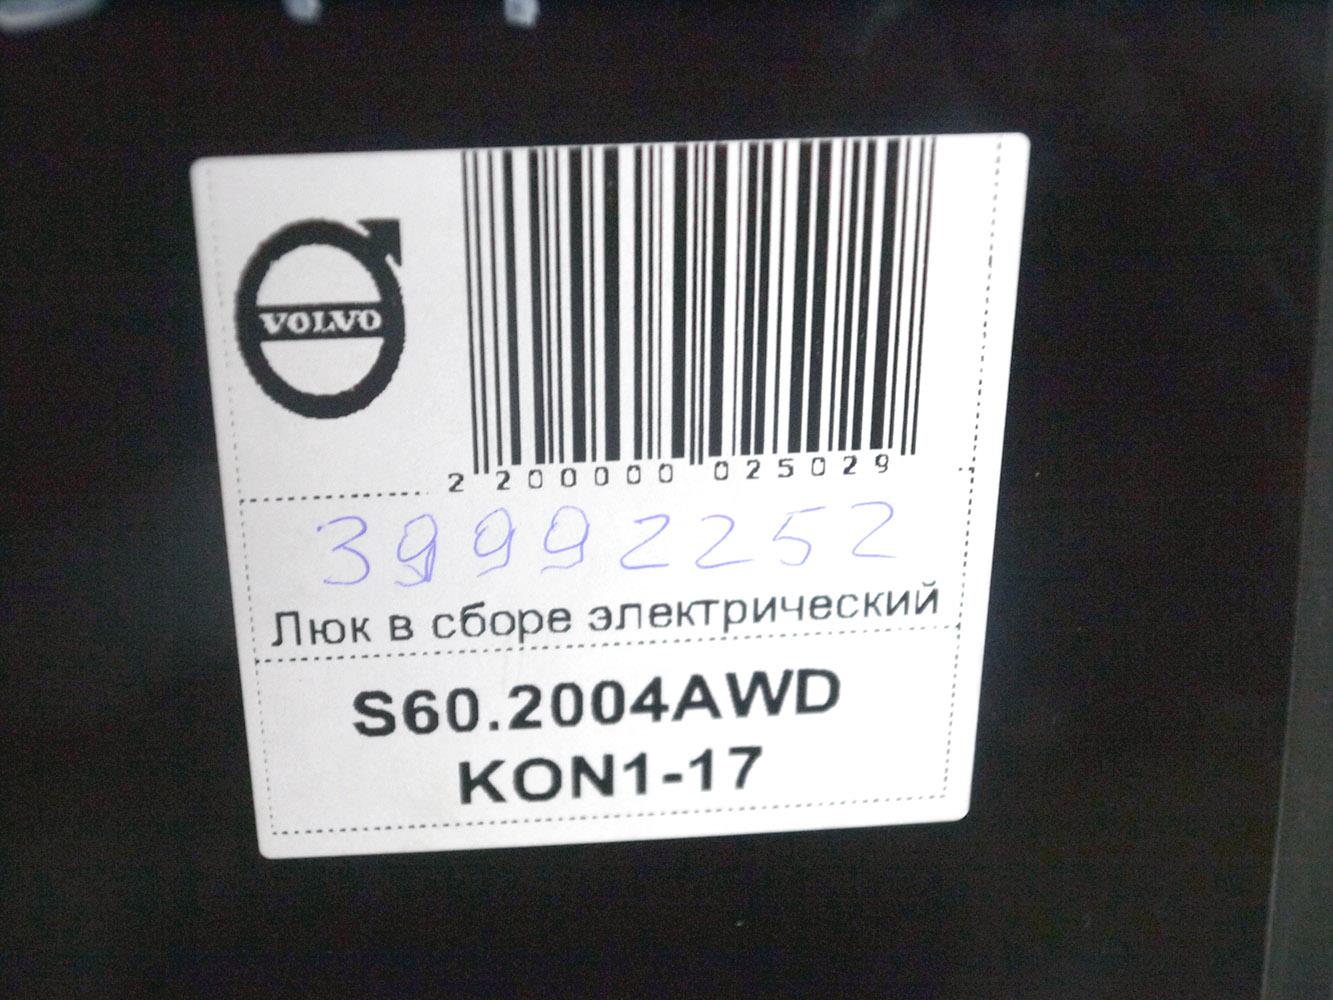 VOLVO
2 200000 025029
39992252
Люк в сборе электрический
S60.2004AWD
KON1-17